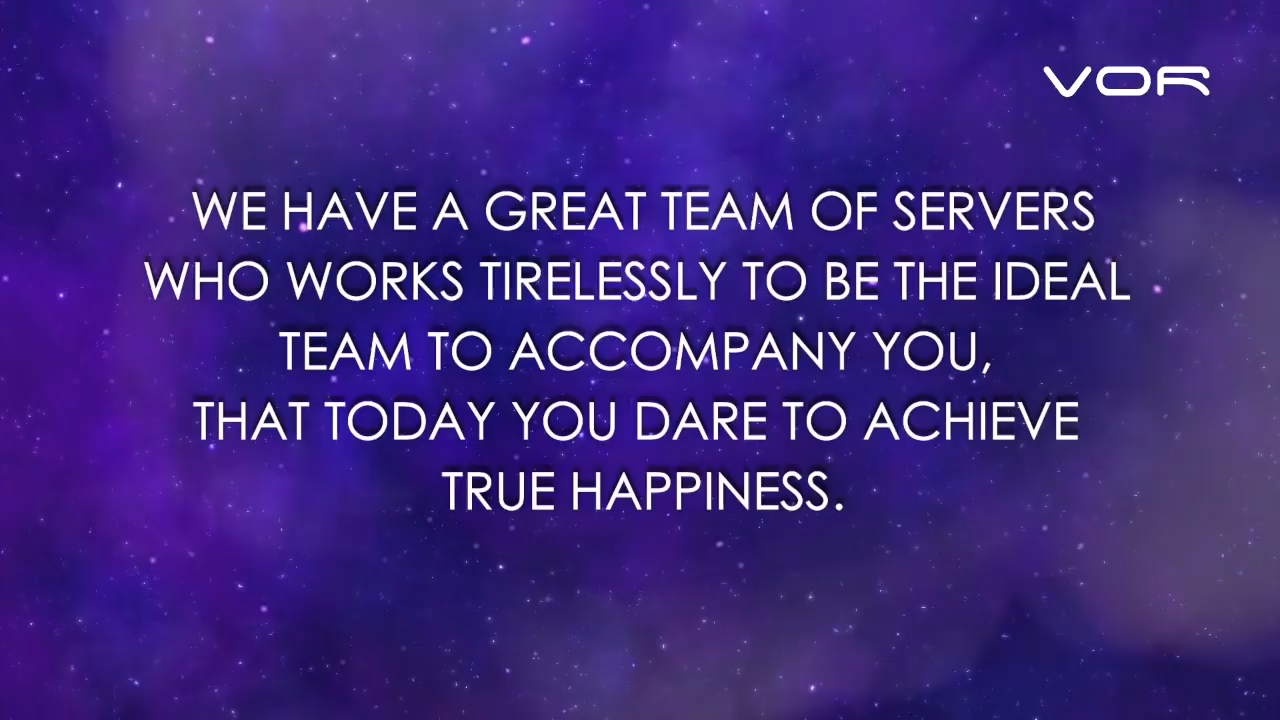 VOR
WE HAVE A GREAT TEAM OF SERVERS
WHO WORKS TIRELESSLY TO BE THE IDEAL
TEAM TO ACCOMPANY YOU,
THAT TODAY YOU DARE TO ACHIEVE
TRUE HAPPINESS.